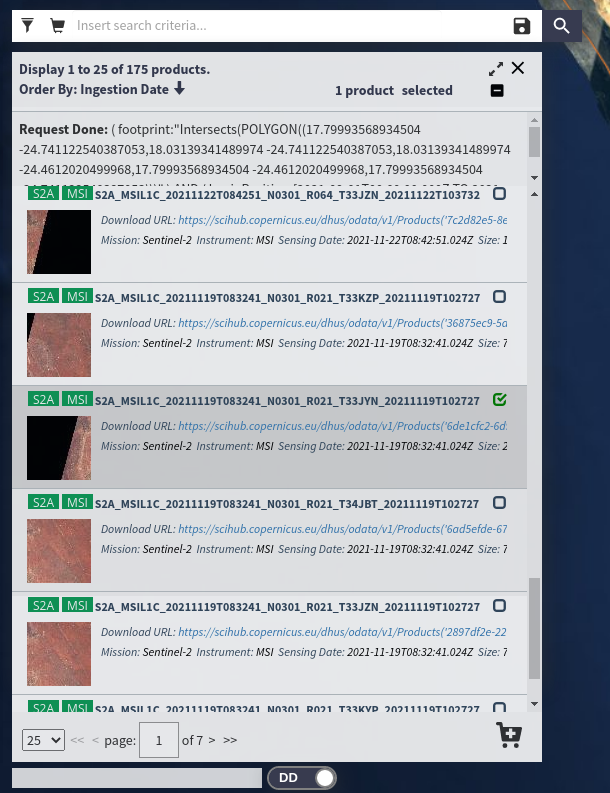 Insert search criteria...
Display 1 to 25 of 175 products.
Order By: Ingestion Date
1 product selected
Request Done: ( footprint:"Intersects(POLYGON((17.79993568934504
-24.741122540387053,18.03139341489974 -24.741122540387053,18.03139341489974
-24.4612020499968,17.79993568934504 -24.4612020499968,17.79993568934504
S2A MSI S2A_MSIL1C_20211122T084251_N0301_R064_T33JZN_20211122T103732
Download URL: https://scihub.copernicus.eu/dhus/odata/v1/Products('7c2d82e5-8e
Mission: Sentinel-2 Instrument: MSI Sensing Date: 2021-11-22T08:42:51.024Z Size: 1
S2A MSI S2A_MSIL1C_20211119T083241_N0301_R021_T33KZP_20211119T102727
Download URL: https://scihub.copernicus.eu/dhus/odata/v1/Products('36875ec9-5a
Mission: Sentinel-2 Instrument: MSI Sensing Date: 2021-11-19T08:32:41.024Z Size: 7
S2A MSI S2A_MSIL1C_20211119T083241_N0301_R021_T33JYN_20211119T102727
Download URL: https://scihub.copernicus.eu/dhus/odata/v1/Products('6de1cfc2-6d
Mission: Sentinel-2 Instrument: MSI Sensing Date: 2021-11-19T08:32:41.024Z Size: 2
S2A MSI S2A_MSIL1C_20211119T083241_N0301_R021_T34JBT_20211119T102727
Download URL: https://scihub.copernicus.eu/dhus/odata/v1/Products('6ad5efde-67
Mission: Sentinel-2 Instrument: MSI Sensing Date: 2021-11-19T08:32:41.024Z Size: 7
S2A MSI S2A_MSIL1C_20211119T083241_N0301_R021_T33JZN_20211119T102727
Download URL: https://scihub.copernicus.eu/dhus/odata/v1/Products('2897df2e-22
Mission: Sentinel-2 Instrument: MSI Sensing Date: 2021-11-19T08:32:41.024Z Size: 7
S2A MSI S2A_MSIL1C_20211119T083241_N0301_R021_T33KYP_20211119T102727
25 << < page: 1 of 7 > >>
DD